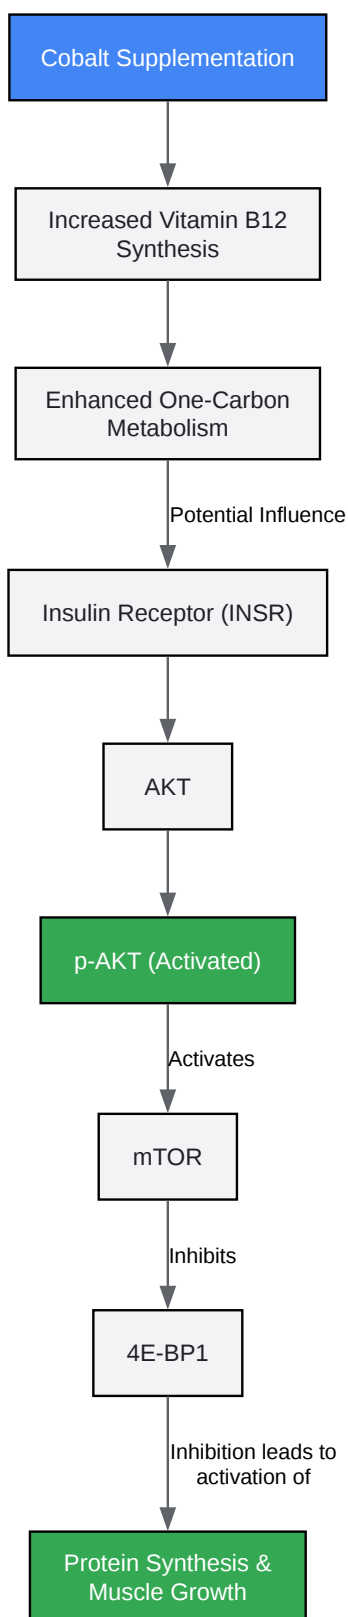 Cobalt Supplementation
Increased Vitamin B12
Synthesis
Enhanced One-Carbon
Metabolism
Potential Influence
Insulin Receptor (INSR)
AKT
p-AKT (Activated)
Activates
mTOR
Inhibits
4E-BP1
Inhibition leads to
activation of
Protein Synthesis &
Muscle Growth